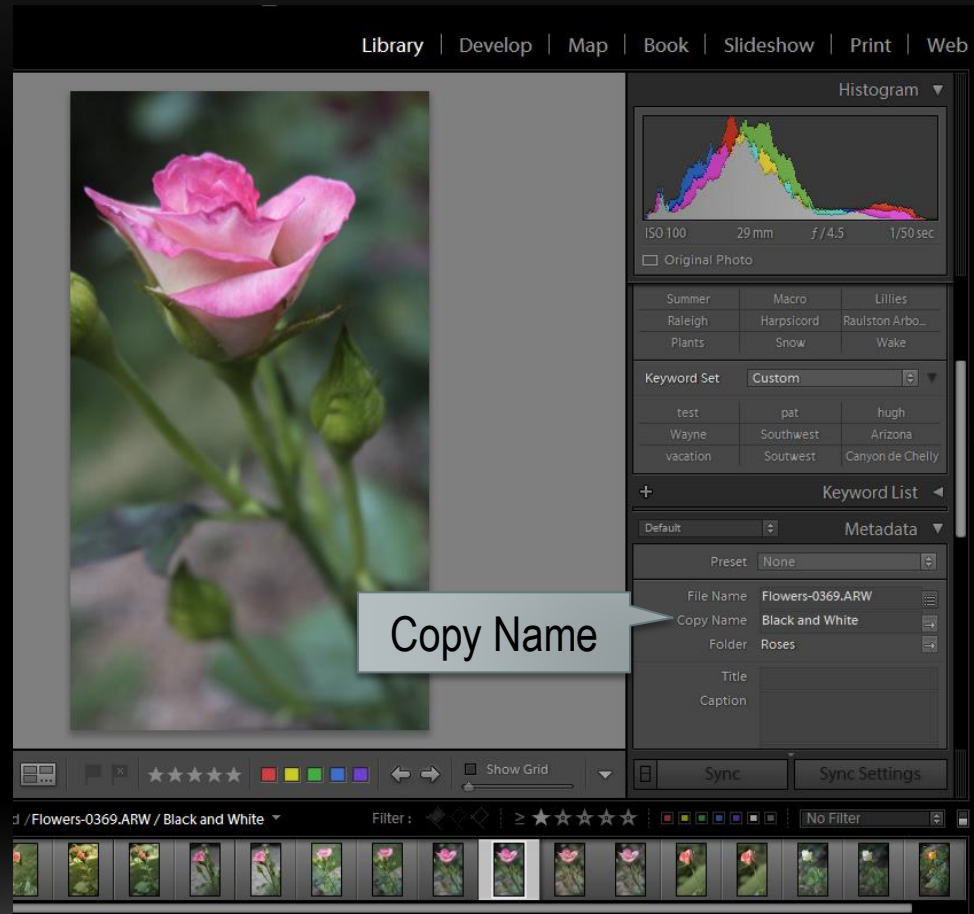 Library | Develop | Map | Book | Slideshow | Print | Web
Histogram
ISO 100 29 mm ƒ / 4.5 1/50 sec
Original Photo
Summer Macro Lillies
Raleigh Harpsicord Raulston Arbo...
Plants Snow Wake
Keyword Set Custom
test pat hugh
Wayne Southwest Arizona
vacation Soutwest Canyon de Chelly
+ Keyword List
Default Metadata
Preset None
File Name Flowers-0369.ARW
Copy Name
Copy Name Black and White
Folder Roses
Title
Caption
Show Grid
Sync Sync Settings
d / Flowers-0369.ARW / Black and White
Filter : ≥ No Filter